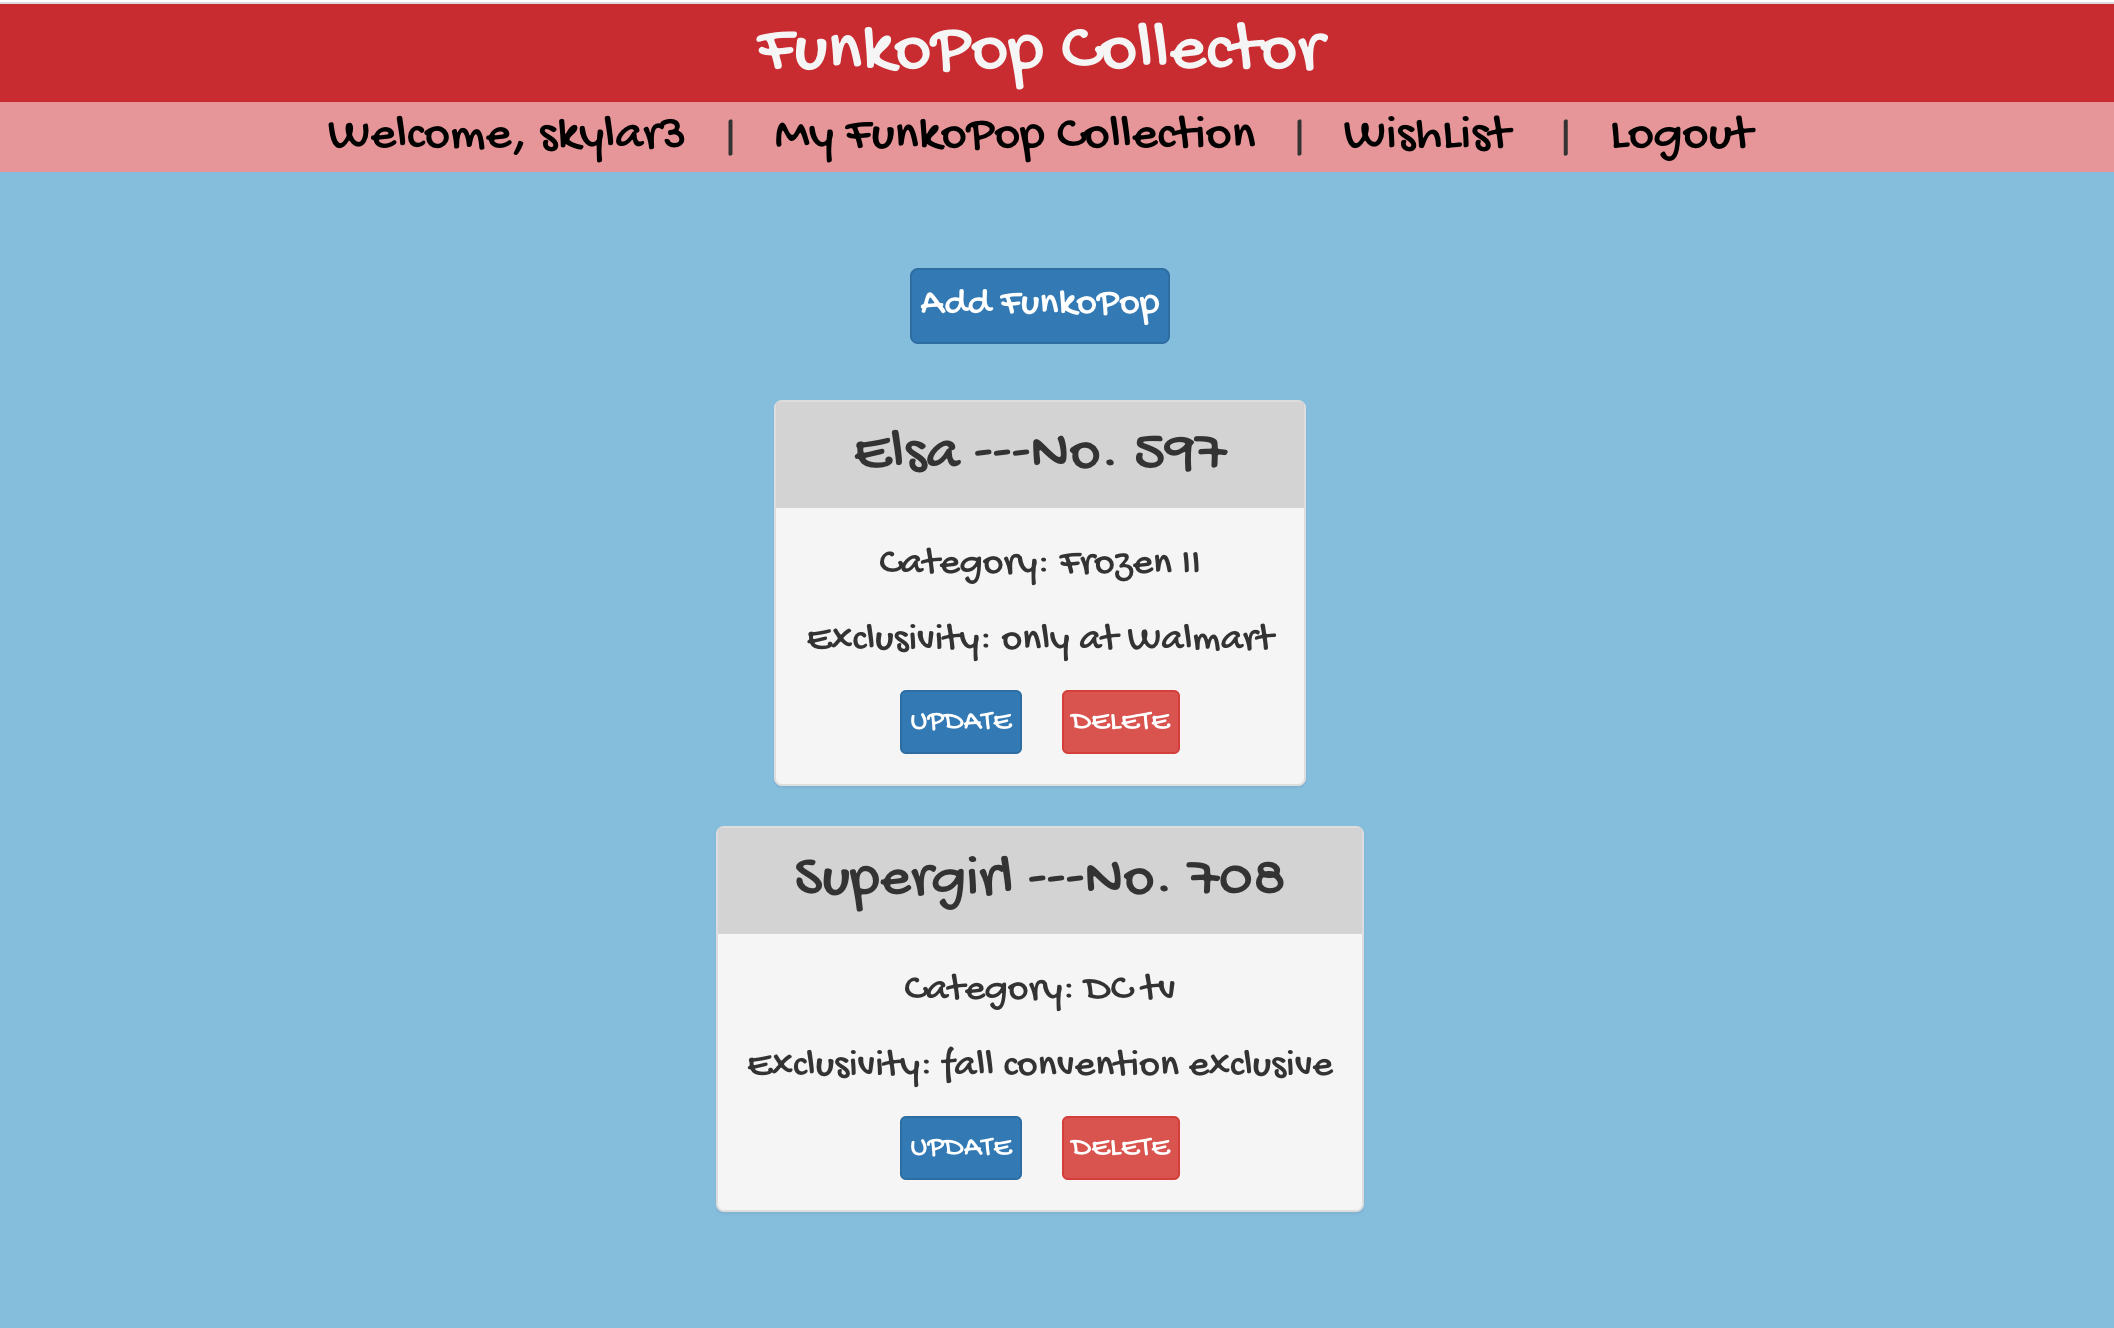 FunkoPop Collector
Welcome, skylar3 | My FunkoPop Collection | WishList | Logout
Add FunkoPop
Elsa ---No. 597
Category: Frozen II
Exclusivity: only at Walmart
UPDATE DELETE
Supergirl ---No. 708
Category: DC tv
Exclusivity: fall convention exclusive
UPDATE DELETE